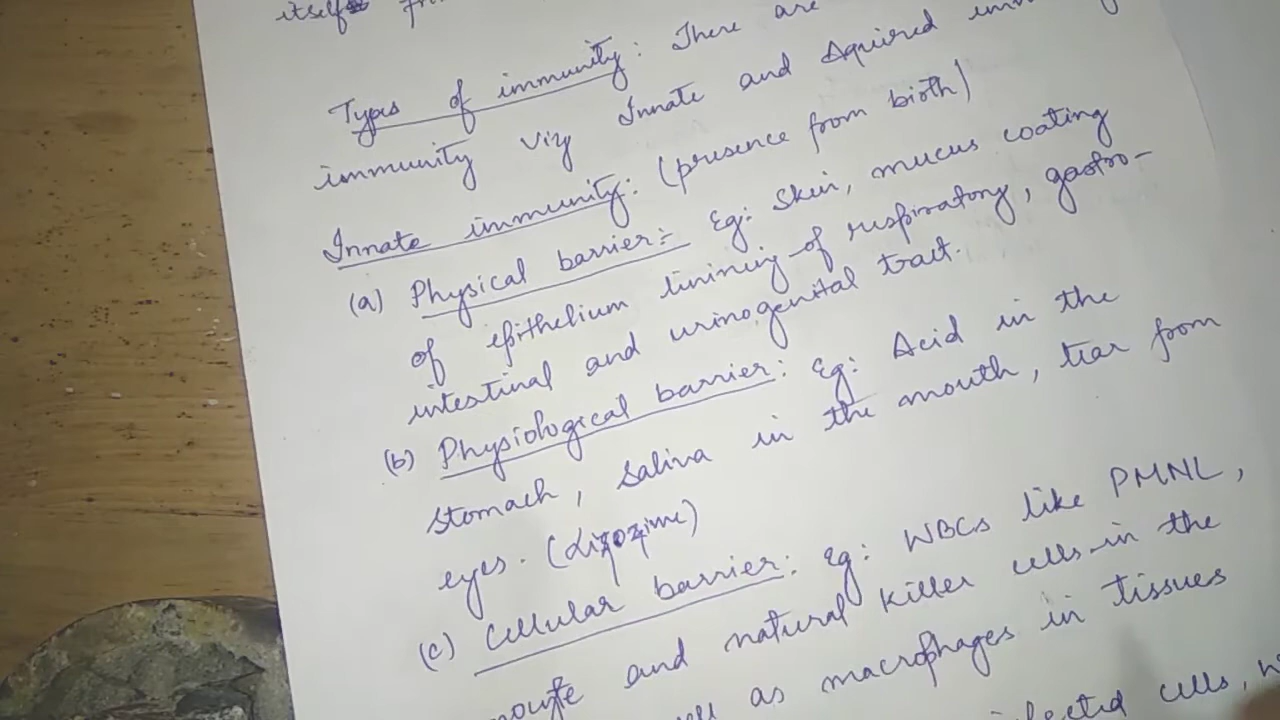 itself
Types of immunity: There are
immunity Viz Innate and Aquired imm
Innate immunity: (presence from birth)
(a) Physical barrier:- Eg: Skin, mucus coating
of epithelium linining of respiratory, gastro-
intestinal and urinogenital tract.
(b) Physiological barrier: Eg: Acid in the
stomach, Saliva in the mouth, tear from
eyes. (
(c) Cellular barrier: Eg: WBCs like PMNL,
and natural killer cells in the
as macrophages in tissues
cells,